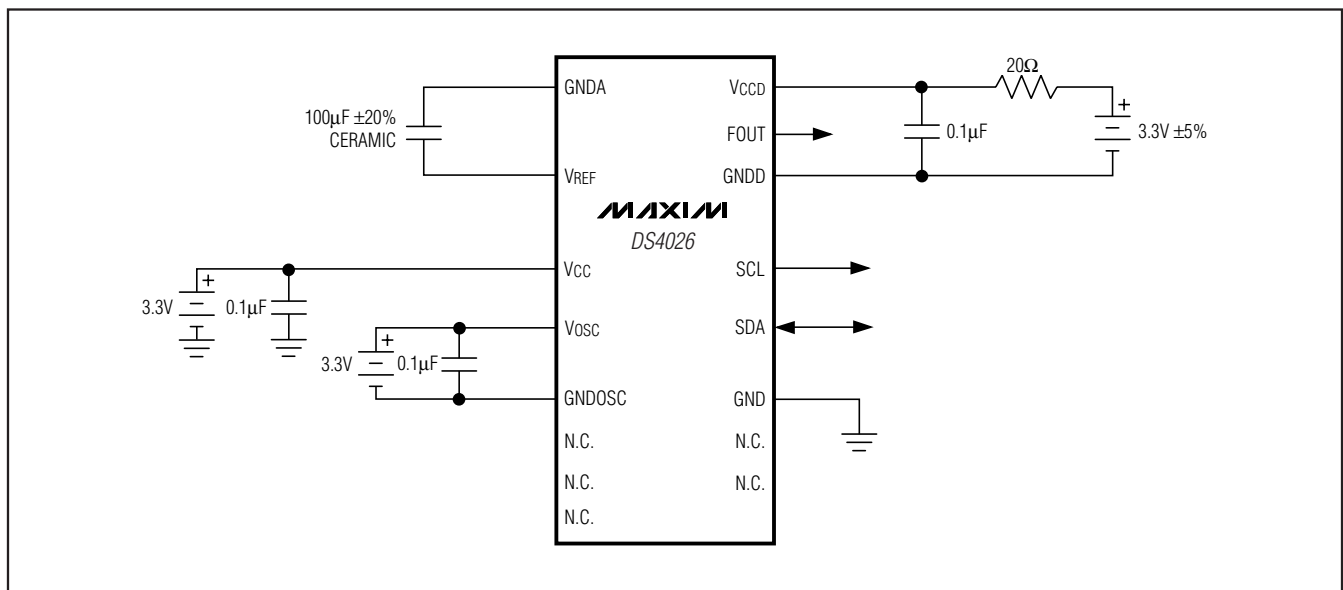 GNDA
100µF ±20%
CERAMIC
VREF
VCC
+
3.3V
0.1µF
VOSC
+
3.3V
0.1µF
GNDOSC
N.C.
N.C.
N.C.
MAXIM
DS4026
VCCD
20Ω
+
FOUT
0.1µF
3.3V ±5%
GNDD
SCL
SDA
GND
N.C.
N.C.